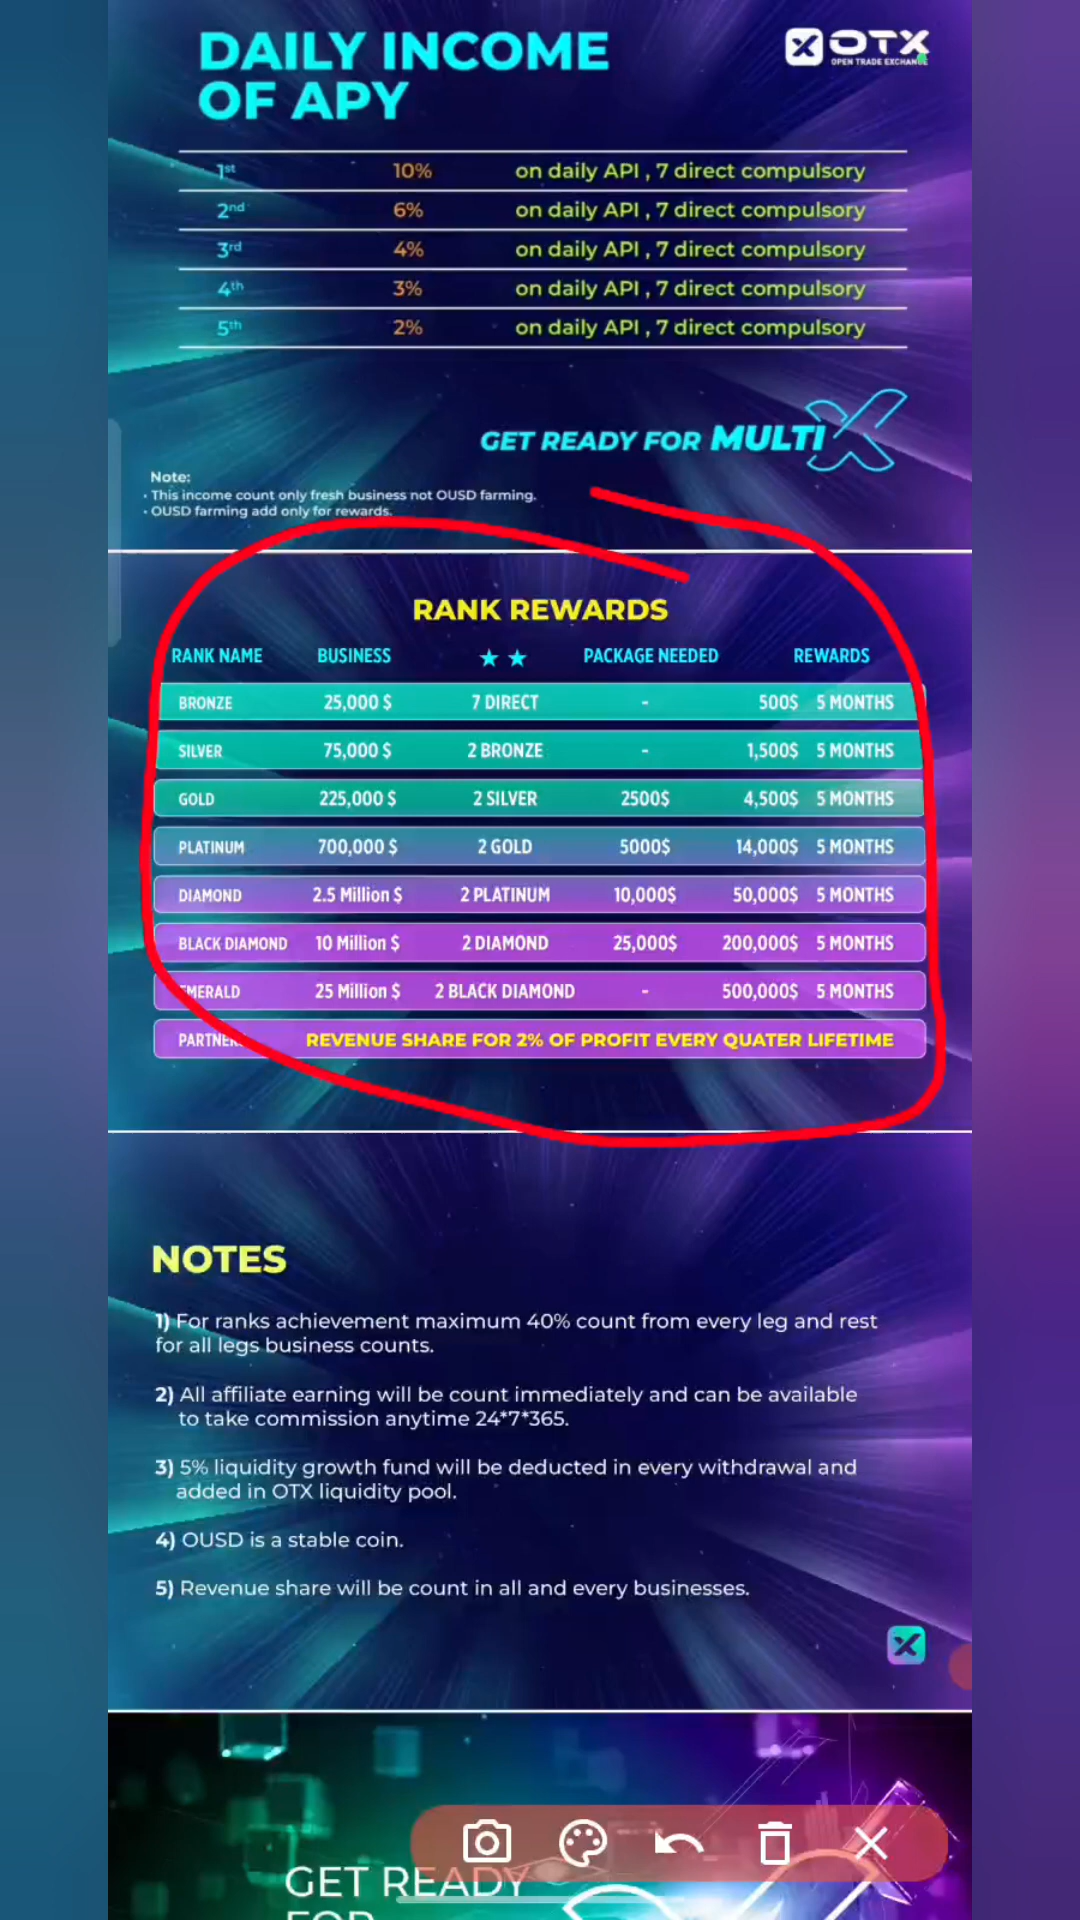 DAILY INCOME
OF APY
OTX
OPEN TRADE EXCHANGE
1st 10% on daily API , 7 direct compulsory
2nd 6% on daily API , 7 direct compulsory
3rd 4% on daily API , 7 direct compulsory
4th 3% on daily API , 7 direct compulsory
5th 2% on daily API , 7 direct compulsory
GET READY FOR MULTIX
Note:
• This income count only fresh business not OUSD farming.
• OUSD farming add only for rewards.
RANK REWARDS
RANK NAME BUSINESS ★ ★ PACKAGE NEEDED REWARDS
BRONZE 25,000 $ 7 DIRECT - 500$ 5 MONTHS
SILVER 75,000 $ 2 BRONZE - 1,500$ 5 MONTHS
GOLD 225,000 $ 2 SILVER 2500$ 4,500$ 5 MONTHS
PLATINUM 700,000 $ 2 GOLD 5000$ 14,000$ 5 MONTHS
DIAMOND 2.5 Million $ 2 PLATINUM 10,000$ 50,000$ 5 MONTHS
BLACK DIAMOND 10 Million $ 2 DIAMOND 25,000$ 200,000$ 5 MONTHS
EMERALD 25 Million $ 2 BLACK DIAMOND - 500,000$ 5 MONTHS
REVENUE SHARE FOR 2% OF PROFIT EVERY QUATER LIFETIME
NOTES
1) For ranks achievement maximum 40% count from every leg and rest
for all legs business counts.
2) All affiliate earning will be count immediately and can be available
to take commission anytime 24*7*365.
3) 5% liquidity growth fund will be deducted in every withdrawal and
added in OTX liquidity pool.
4) OUSD is a stable coin.
5) Revenue share will be count in all and every businesses.
GET READY
FOR